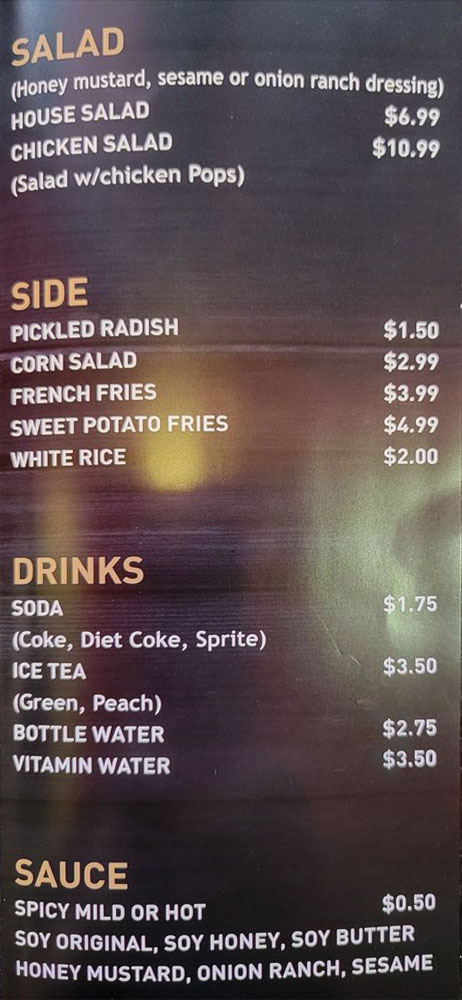 SALAD
(Honey mustard, sesame or onion ranch dressing)
HOUSE SALAD $6.99
CHICKEN SALAD $10.99
(Salad w/chicken Pops)
SIDE
PICKLED RADISH $1.50
CORN SALAD $2.99
FRENCH FRIES $3.99
SWEET POTATO FRIES $4.99
WHITE RICE $2.00
DRINKS
SODA $1.75
(Coke, Diet Coke, Sprite)
ICE TEA $3.50
(Green, Peach)
BOTTLE WATER $2.75
VITAMIN WATER $3.50
SAUCE
SPICY MILD OR HOT $0.50
SOY ORIGINAL, SOY HONEY, SOY BUTTER
HONEY MUSTARD, ONION RANCH, SESAME